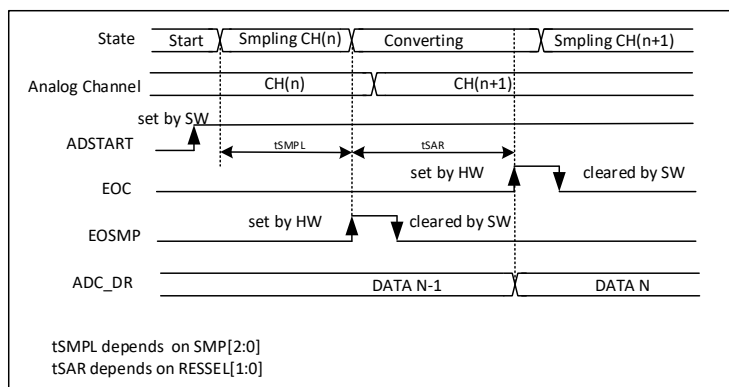 State Start Smpling CH(n) Converting Smpling CH(n+1)
Analog Channel CH(n) CH(n+1)
set by SW
ADSTART tSMPL tSAR
set by HW cleared by SW
EOC
set by HW cleared by SW
EOSMP
ADC_DR DATA N-1 DATA N
tSMPL depends on SMP[2:0]
tSAR depends on RESSEL[1:0]